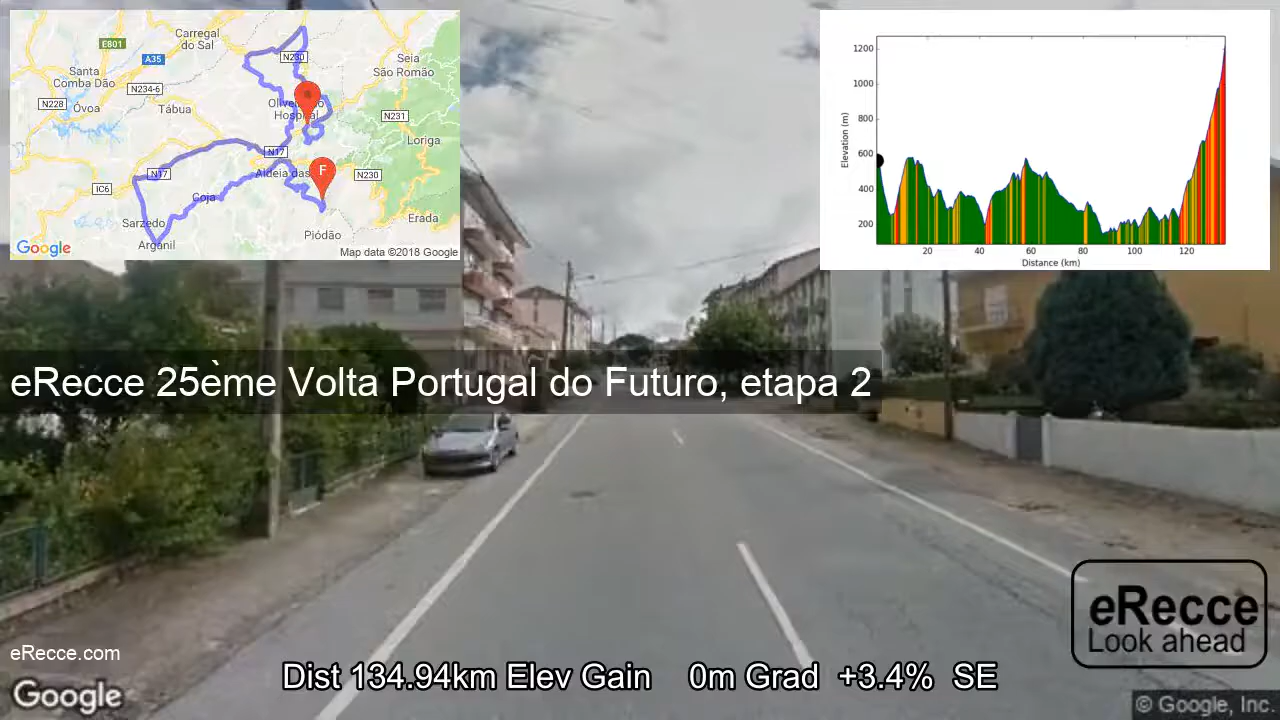 Carregal
do Sal
E801
A35
N230
Seia
São Romão
Santa
Comba Dão
N234-6
N228
Óvoa
Tábua
Hospital
N231
Loriga
N17
Aldeia das
N230
N17
IC6
Coja
Erada
Sarzedo
Arganil
Piódão
F
Google
Map data ©2018 Google
1200
1000
800
600
400
200
Elevation (m)
20 40 60 80 100 120
Distance (km)
eRecce 25ème Volta Portugal do Futuro, etapa 2
eRecce
Look ahead
eRecce.com
Dist 134.94km Elev Gain 0m Grad +3.4% SE
Google
© Google, Inc.